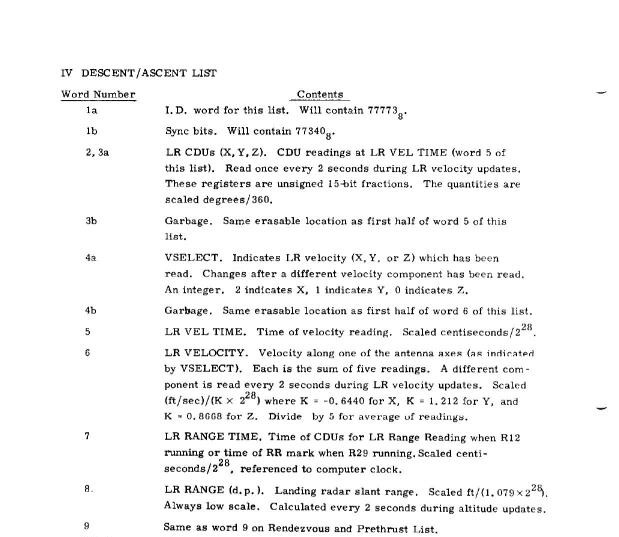 IV DESCENT/ASCENT LIST
Word Number Contents
1a I.D. word for this list. Will contain 77773₈.
1b Sync bits. Will contain 77340₈.
2, 3a LR CDUs (X, Y, Z). CDU readings at LR VEL TIME (word 5 of
this list). Read once every 2 seconds during LR velocity updates.
These registers are unsigned 15-bit fractions. The quantities are
scaled degrees/360.
3b Garbage. Same erasable location as first half of word 5 of this
list.
4a VSELECT. Indicates LR velocity (X, Y, or Z) which has been
read. Changes after a different velocity component has been read.
An integer. 2 indicates X, 1 indicates Y, 0 indicates Z.
4b Garbage. Same erasable location as first half of word 6 of this list.
5 LR VEL TIME. Time of velocity reading. Scaled centiseconds/2²⁸.
6 LR VELOCITY. Velocity along one of the antenna axes (as indicated
by VSELECT). Each is the sum of five readings. A different com-
ponent is read every 2 seconds during LR velocity updates. Scaled
(ft/sec)/(K × 2²⁸) where K = -0.6440 for X, K = 1.212 for Y, and
K = 0.8668 for Z. Divide by 5 for average of readings.
7 LR RANGE TIME. Time of CDUs for LR Range Reading when R12
running or time of RR mark when R29 running. Scaled centi-
seconds/2²⁸, referenced to computer clock.
8. LR RANGE (d.p.). Landing radar slant range. Scaled ft/(1.079×2²⁸).
Always low scale. Calculated every 2 seconds during altitude updates.
9 Same as word 9 on Rendezvous and Prethrust List.